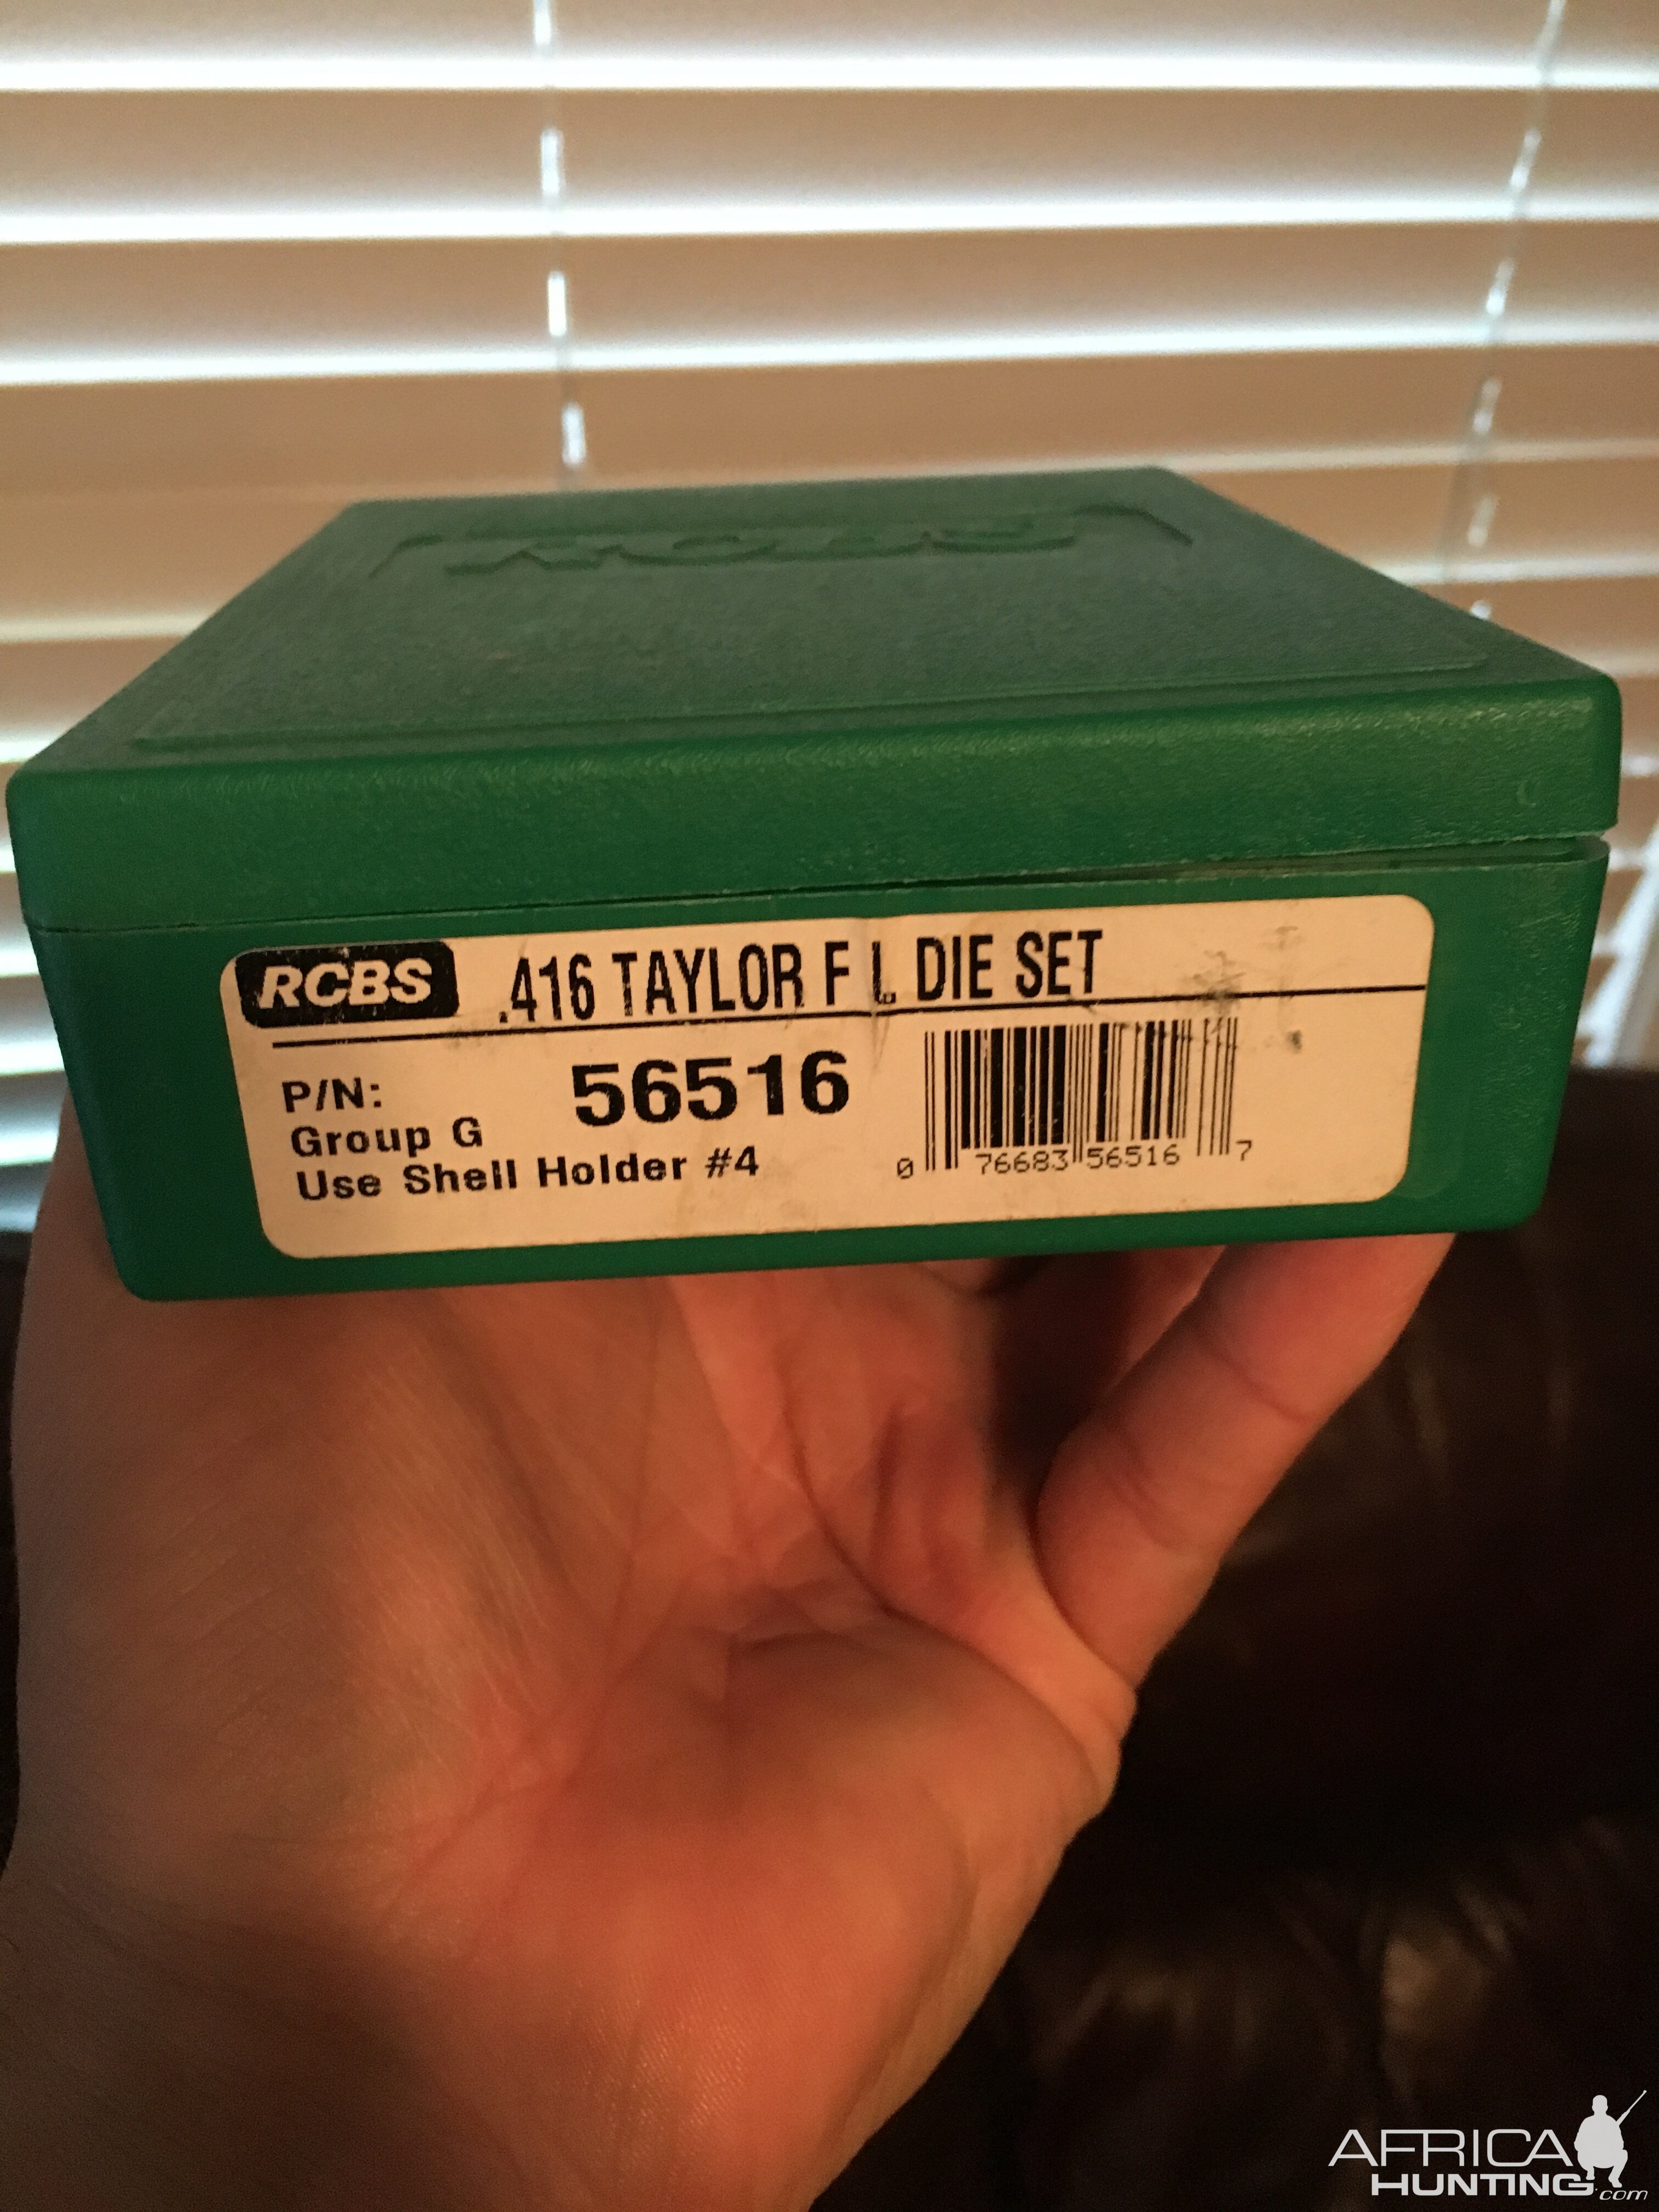 RCBS
RCBS .416 TAYLOR F L DIE SET
P/N: 56516
Group G
Use Shell Holder #4
0 76683 56516 7
AFRICA
HUNTING.com